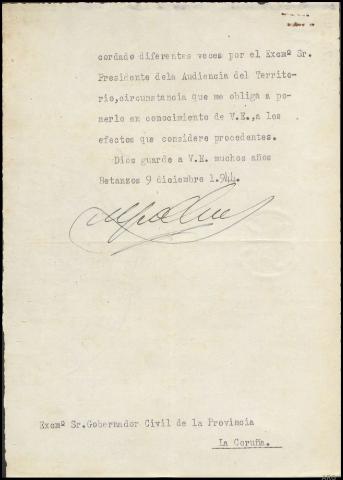 cordado diferentes veces por el Excmº Sr.
Presidente dela Audiencia del Territo-
rio,circunstancia que me obligá a po-
nerlo en conocimiento de V.E.,a los
efectos que considere procedentes.
Dios guarde a V.E. muchos años
Betanzos 9 diciembre 1.944.
Excmº Sr.Gobernador Civil de la Provincia
La Coruña.